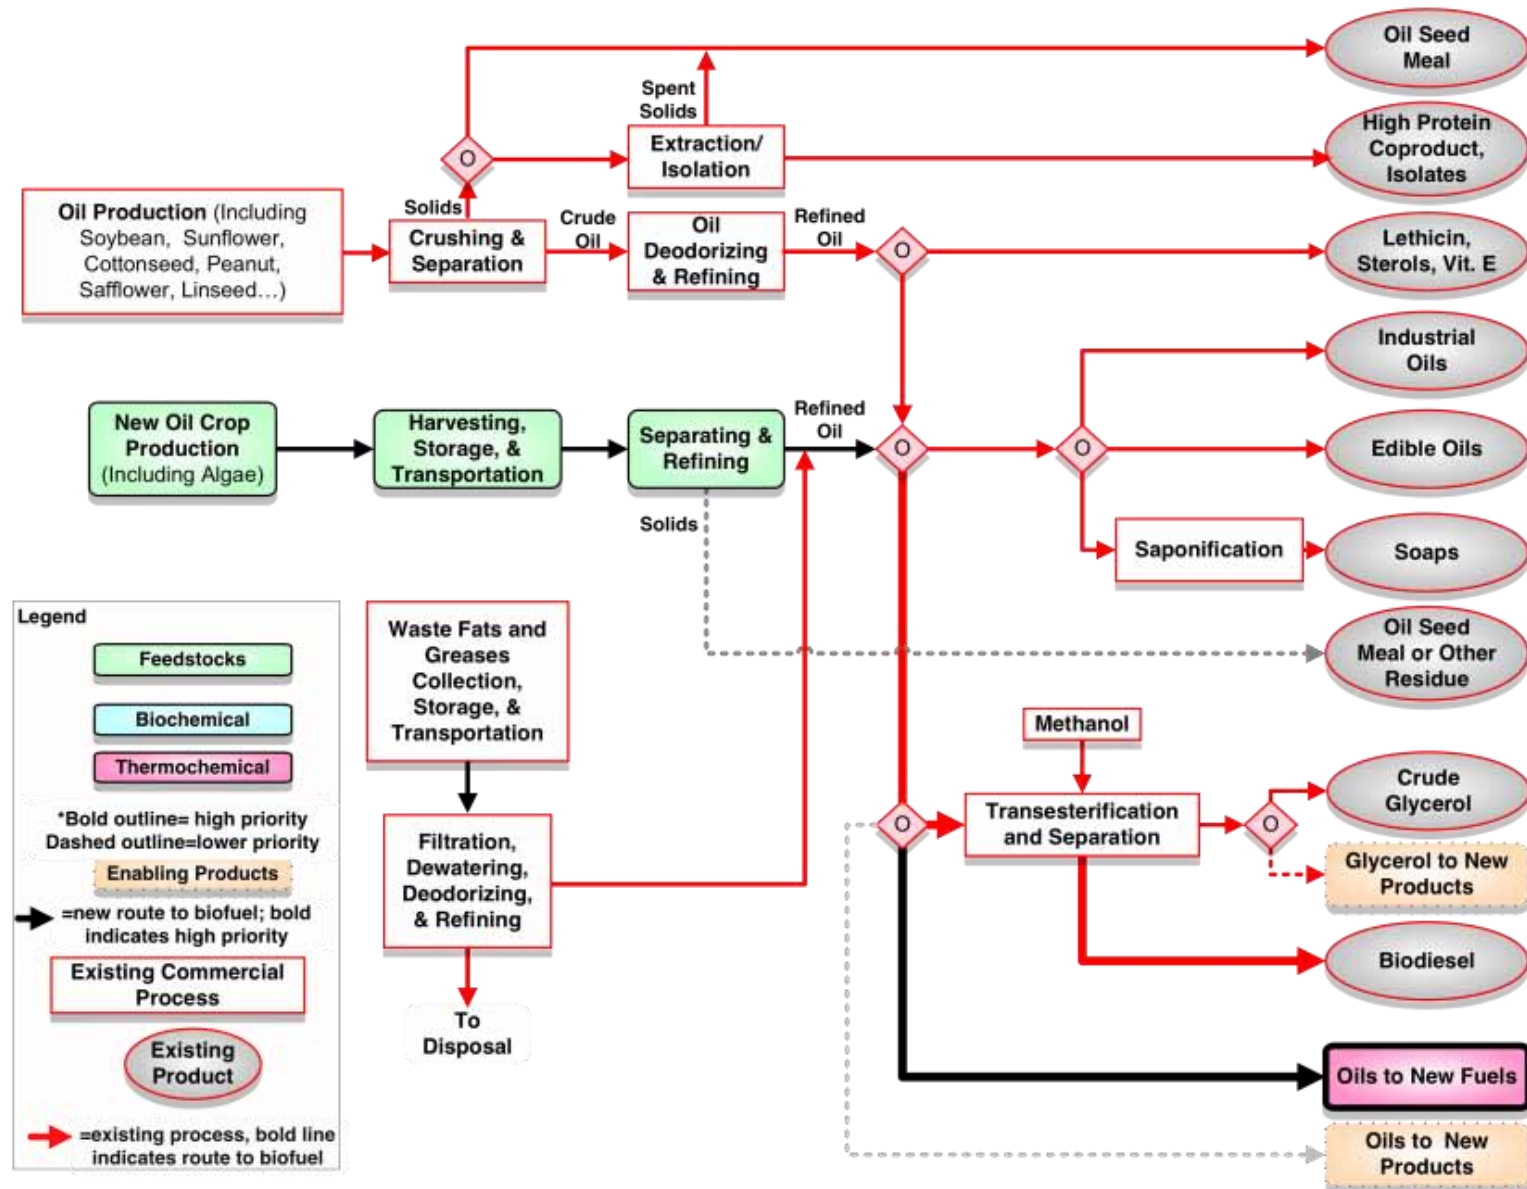 Oil Seed
Meal
Spent
Solids
High Protein
Coproduct,
Isolates
O
Extraction/
Isolation
Solids
Oil Production (Including
Soybean, Sunflower,
Cottonseed, Peanut,
Safflower, Linseed...)
Crushing &
Separation
Crude
Oil
Oil
Deodorizing
& Refining
Refined
Oil
O
Lethicin,
Sterols, Vit. E
Industrial
Oils
New Oil Crop
Production
(Including Algae)
Harvesting,
Storage, &
Transportation
Separating &
Refining
Refined
Oil
O
O
Edible Oils
Solids
Saponification
Soaps
Oil Seed
Meal or Other
Residue
Waste Fats and
Greases
Collection,
Storage, &
Transportation
Methanol
Filtration,
Dewatering,
Deodorizing,
& Refining
O
Transesterification
and Separation
O
Crude
Glycerol
Glycerol to New
Products
Biodiesel
To
Disposal
Oils to New Fuels
Oils to New
Products
Legend
Feedstocks
Biochemical
Thermochemical
*Bold outline= high priority
Dashed outline=lower priority
Enabling Products
=new route to biofuel; bold
indicates high priority
Existing Commercial
Process
Existing
Product
=existing process, bold line
indicates route to biofuel